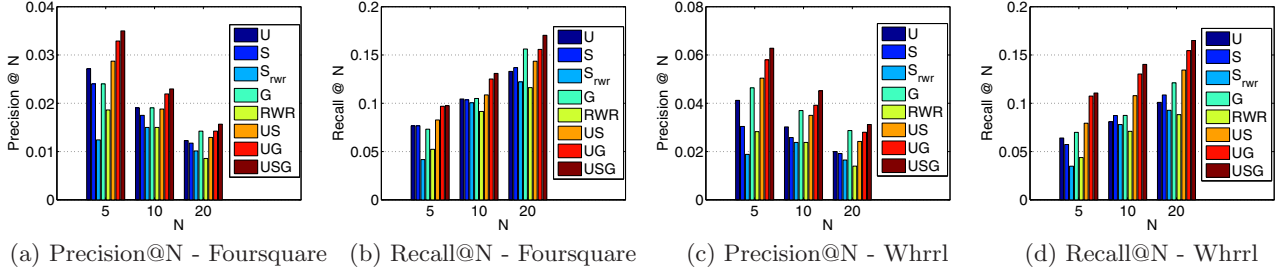 0.04
0.03
0.02
0.01
0
Precision @ N
5 10 20
N
U
S
S_rwr
G
RWR
US
UG
USG
(a) Precision@N - Foursquare
0.2
0.15
0.1
0.05
0
Recall @ N
5 10 20
N
U
S
S_rwr
G
RWR
US
UG
USG
(b) Recall@N - Foursquare
0.08
0.06
0.04
0.02
0
Precision @ N
5 10 20
N
U
S
S_rwr
G
RWR
US
UG
USG
(c) Precision@N - Whrrl
0.2
0.15
0.1
0.05
0
Recall @ N
5 10 20
N
U
S
S_rwr
G
RWR
US
UG
USG
(d) Recall@N - Whrrl